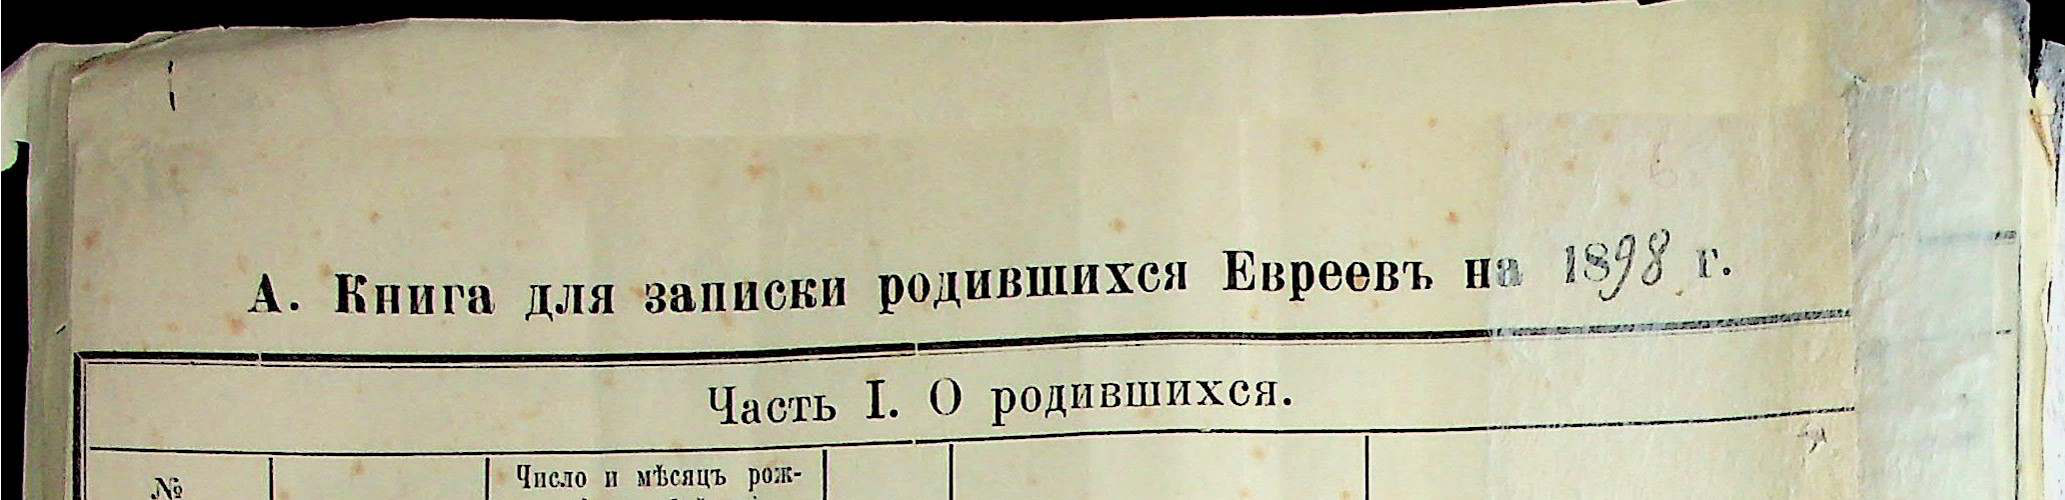 А. Книга для записки родившихся Евреевъ на 1898 г.
Часть I. О родившихся.
№
Число и мѣсяцъ рож-